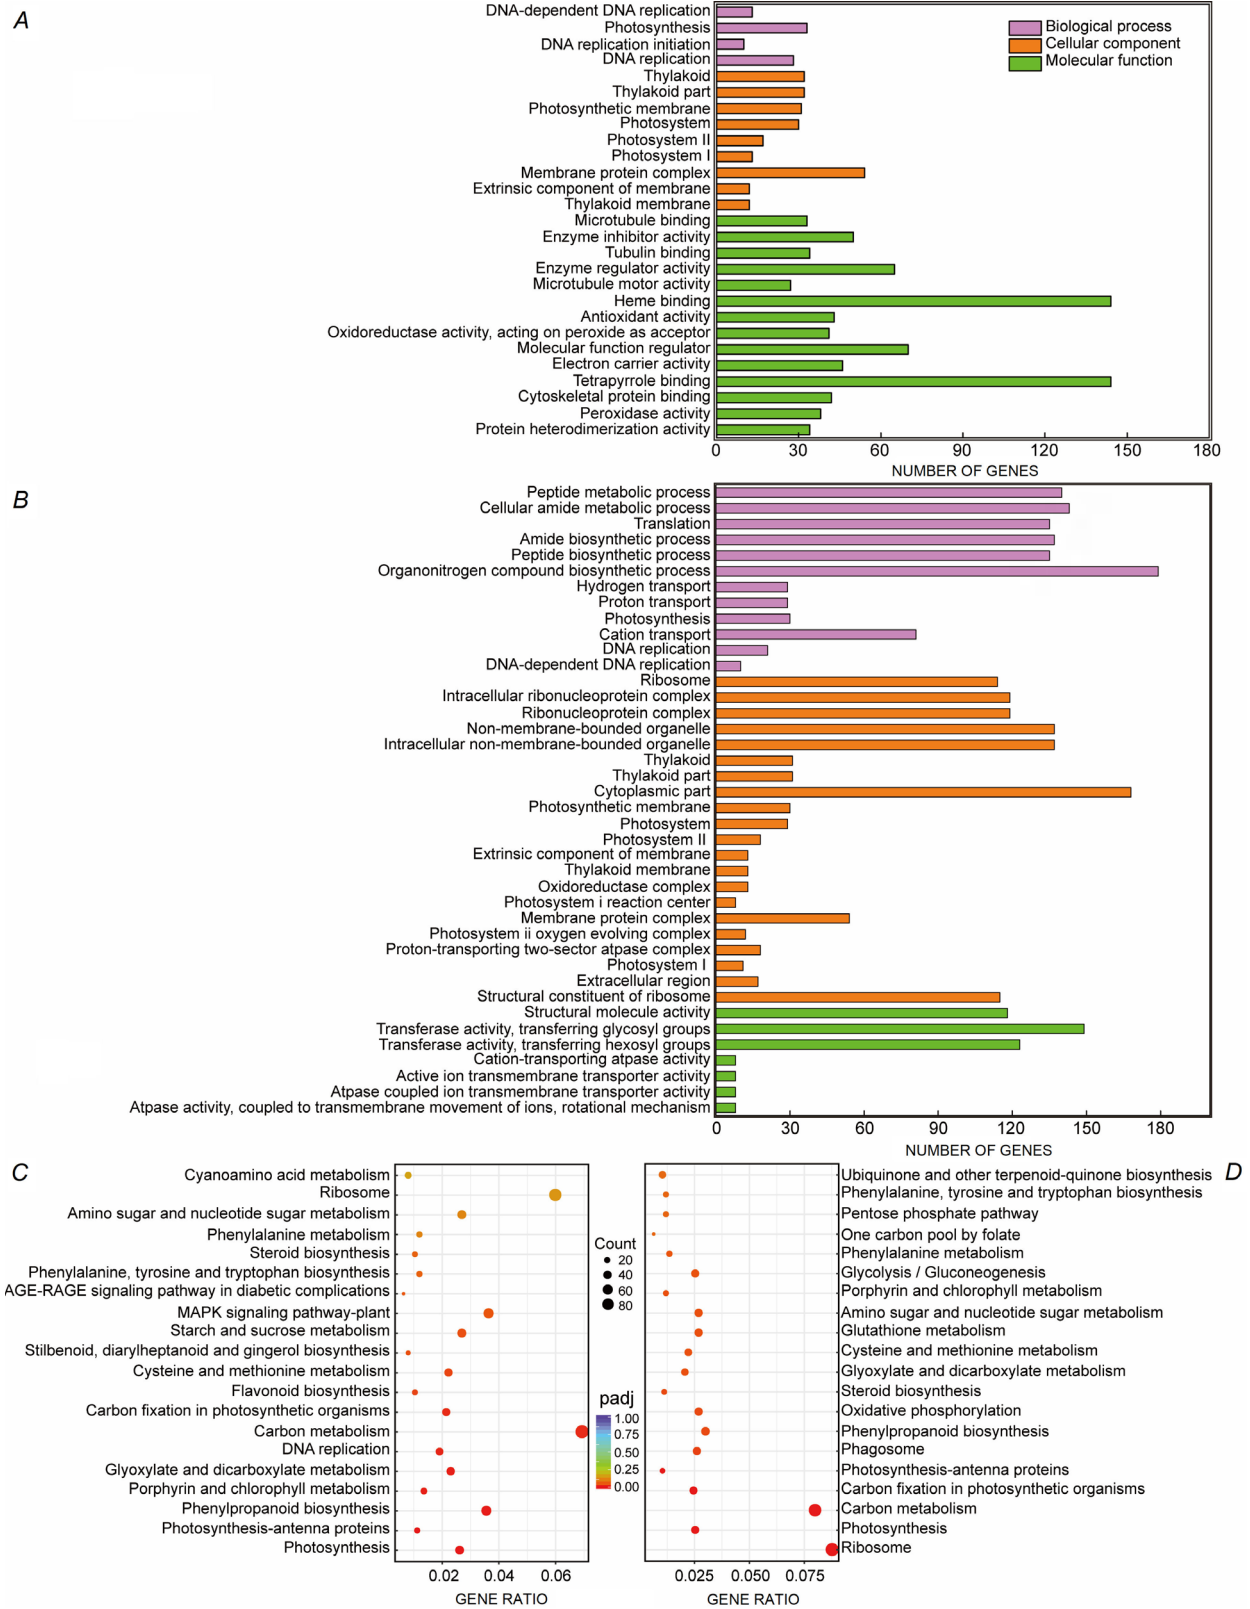 A
DNA-dependent DNA replication
Photosynthesis
DNA replication initiation
DNA replication
Thylakoid
Thylakoid part
Photosynthetic membrane
Photosystem
Photosystem II
Photosystem I
Membrane protein complex
Extrinsic component of membrane
Thylakoid membrane
Microtubule binding
Enzyme inhibitor activity
Tubulin binding
Enzyme regulator activity
Microtubule motor activity
Heme binding
Antioxidant activity
Oxidoreductase activity, acting on peroxide as acceptor
Molecular function regulator
Electron carrier activity
Tetrapyrrole binding
Cytoskeletal protein binding
Peroxidase activity
Protein heterodimerization activity
Biological process
Cellular component
Molecular function
0 30 60 90 120 150 180
NUMBER OF GENES
B
Peptide metabolic process
Cellular amide metabolic process
Translation
Amide biosynthetic process
Peptide biosynthetic process
Organonitrogen compound biosynthetic process
Hydrogen transport
Proton transport
Photosynthesis
Cation transport
DNA replication
DNA-dependent DNA replication
Ribosome
Intracellular ribonucleoprotein complex
Ribonucleoprotein complex
Non-membrane-bounded organelle
Intracellular non-membrane-bounded organelle
Thylakoid
Thylakoid part
Cytoplasmic part
Photosynthetic membrane
Photosystem
Photosystem II
Extrinsic component of membrane
Thylakoid membrane
Oxidoreductase complex
Photosystem i reaction center
Membrane protein complex
Photosystem ii oxygen evolving complex
Proton-transporting two-sector atpase complex
Photosystem I
Extracellular region
Structural constituent of ribosome
Structural molecule activity
Transferase activity, transferring glycosyl groups
Transferase activity, transferring hexosyl groups
Cation-transporting atpase activity
Active ion transmembrane transporter activity
Atpase coupled ion transmembrane transporter activity
Atpase activity, coupled to transmembrane movement of ions, rotational mechanism
0 30 60 90 120 150 180
NUMBER OF GENES
C
Cyanoamino acid metabolism
Ribosome
Amino sugar and nucleotide sugar metabolism
Phenylalanine metabolism
Steroid biosynthesis
Phenylalanine, tyrosine and tryptophan biosynthesis
AGE-RAGE signaling pathway in diabetic complications
MAPK signaling pathway-plant
Starch and sucrose metabolism
Stilbenoid, diarylheptanoid and gingerol biosynthesis
Cysteine and methionine metabolism
Flavonoid biosynthesis
Carbon fixation in photosynthetic organisms
Carbon metabolism
DNA replication
Glyoxylate and dicarboxylate metabolism
Porphyrin and chlorophyll metabolism
Phenylpropanoid biosynthesis
Photosynthesis-antenna proteins
Photosynthesis
0.02 0.04 0.06
GENE RATIO
Count
20
40
60
80
padj
1.00
0.75
0.50
0.25
0.00
D
Ubiquinone and other terpenoid-quinone biosynthesis
Phenylalanine, tyrosine and tryptophan biosynthesis
Pentose phosphate pathway
One carbon pool by folate
Phenylalanine metabolism
Glycolysis / Gluconeogenesis
Porphyrin and chlorophyll metabolism
Amino sugar and nucleotide sugar metabolism
Glutathione metabolism
Cysteine and methionine metabolism
Glyoxylate and dicarboxylate metabolism
Steroid biosynthesis
Oxidative phosphorylation
Phenylpropanoid biosynthesis
Phagosome
Photosynthesis-antenna proteins
Carbon fixation in photosynthetic organisms
Carbon metabolism
Photosynthesis
Ribosome
0.025 0.050 0.075
GENE RATIO